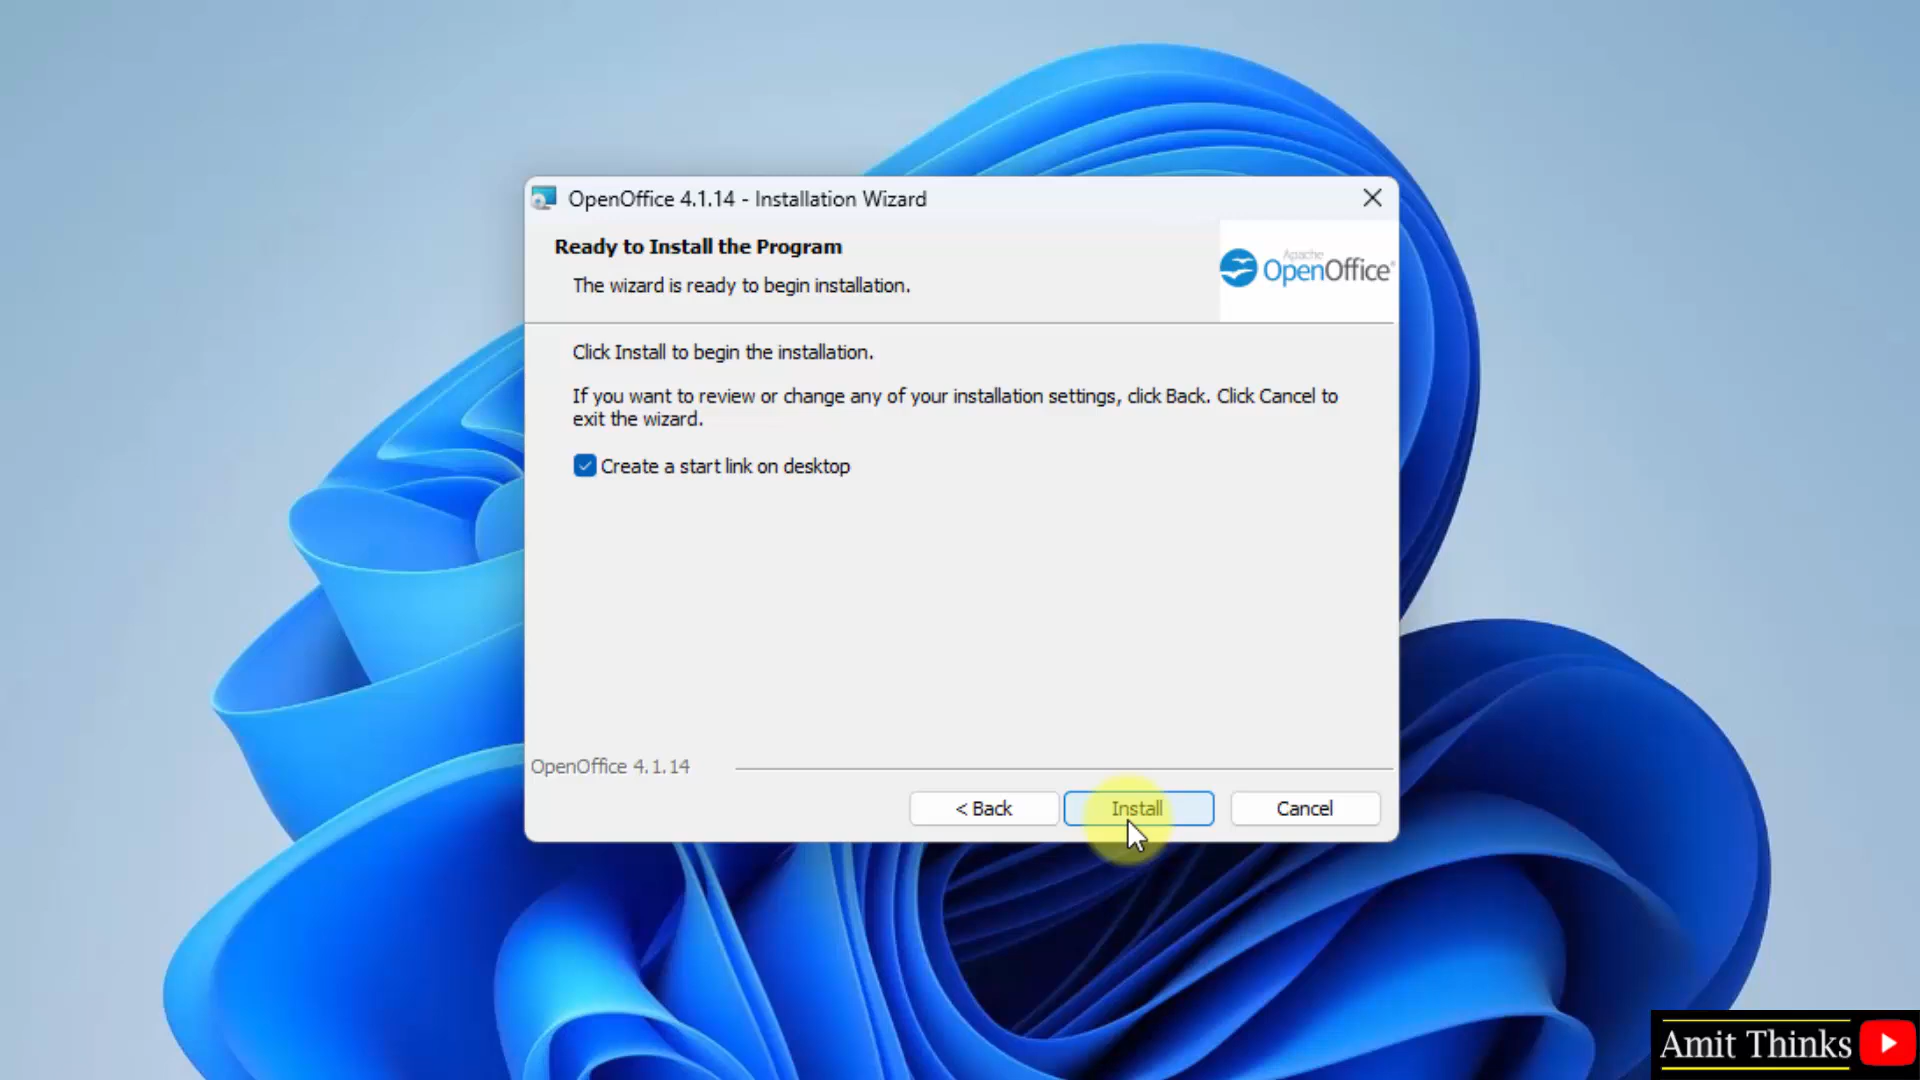 OpenOffice 4.1.14 - Installation Wizard
Ready to Install the Program
The wizard is ready to begin installation.
Apache
OpenOffice®
Click Install to begin the installation.
If you want to review or change any of your installation settings, click Back. Click Cancel to
exit the wizard.
Create a start link on desktop
OpenOffice 4.1.14
< Back
Install
Cancel
Amit Thinks